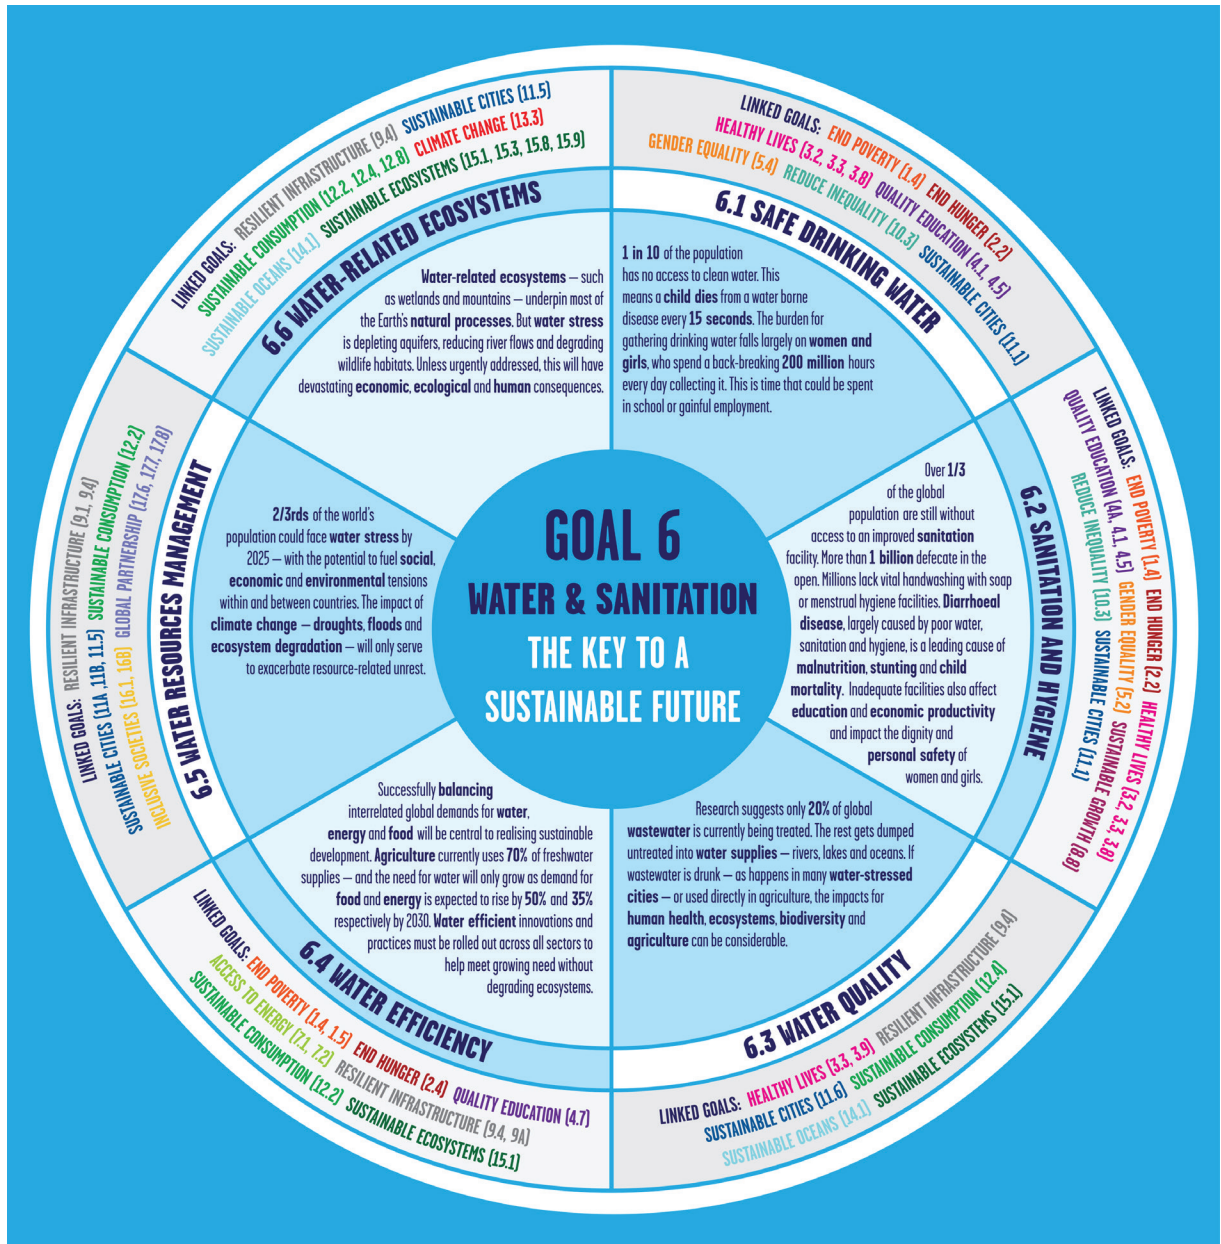 GOAL 6
WATER & SANITATION
THE KEY TO A
SUSTAINABLE FUTURE
LINKED GOALS: END POVERTY (1.4) END HUNGER (2.2)
HEALTHY LIVES (3.2, 3.3, 3.8) QUALITY EDUCATION (4.1, 4.5)
GENDER EQUALITY (5.4) REDUCE INEQUALITY (10.3) SUSTAINABLE CITIES (11.1)
6.1 SAFE DRINKING WATER
1 in 10 of the population
has no access to clean water. This
means a child dies from a water borne
disease every 15 seconds. The burden for
gathering drinking water falls largely on women and
girls, who spend a back-breaking 200 million hours
every day collecting it. This is time that could be spent
in school or gainful employment.
LINKED GOALS: END POVERTY (1.4) END HUNGER (2.2) HEALTHY LIVES (3.2, 3.3, 3.8)
QUALITY EDUCATION (4A, 4.1, 4.5) GENDER EQUALITY (5.2) SUSTAINABLE GROWTH (8.8)
REDUCE INEQUALITY (10.3) SUSTAINABLE CITIES (11.1)
6.2 SANITATION AND HYGIENE
Over 1/3
of the global
population are still without
access to an improved sanitation
facility. More than 1 billion defecate in the
open. Millions lack vital handwashing with soap
or menstrual hygiene facilities. Diarrhoeal
disease, largely caused by poor water,
sanitation and hygiene, is a leading cause of
malnutrition, stunting and child
mortality. Inadequate facilities also affect
education and economic productivity
and impact the dignity and
personal safety of
women and girls.
6.3 WATER QUALITY
Research suggests only 20% of global
wastewater is currently being treated. The rest gets dumped
untreated into water supplies – rivers, lakes and oceans. If
wastewater is drunk – as happens in many water-stressed
cities – or used directly in agriculture, the impacts for
human health, ecosystems, biodiversity and
agriculture can be considerable.
LINKED GOALS: HEALTHY LIVES (3.3, 3.9) RESILIENT INFRASTRUCTURE (9.4)
SUSTAINABLE CITIES (11.6) SUSTAINABLE CONSUMPTION (12.4)
SUSTAINABLE OCEANS (14.1) SUSTAINABLE ECOSYSTEMS (15.1)
6.4 WATER EFFICIENCY
Successfully balancing
interrelated global demands for water,
energy and food will be central to realising sustainable
development. Agriculture currently uses 70% of freshwater
supplies – and the need for water will only grow as demand for
food and energy is expected to rise by 50% and 35%
respectively by 2030. Water efficient innovations and
practices must be rolled out across all sectors to
help meet growing need without
degrading ecosystems.
LINKED GOALS: END POVERTY (1.4, 1.5) END HUNGER (2.4) QUALITY EDUCATION (4.7)
ACCESS TO ENERGY (7.1, 7.2) RESILIENT INFRASTRUCTURE (9.4, 9A)
SUSTAINABLE CONSUMPTION (12.2) SUSTAINABLE ECOSYSTEMS (15.1)
LINKED GOALS: RESILIENT INFRASTRUCTURE (9.1, 9.4)
SUSTAINABLE CITIES (11A ,11B, 11.5) SUSTAINABLE CONSUMPTION (12.2)
INCLUSIVE SOCIETIES (16.1, 16B) GLOBAL PARTNERSHIP (17.6, 17.7, 17.8)
6.5 WATER RESOURCES MANAGEMENT
2/3rds of the world's
population could face water stress by
2025 – with the potential to fuel social,
economic and environmental tensions
within and between countries. The impact of
climate change – droughts, floods and
ecosystem degradation – will only serve
to exacerbate resource-related unrest.
LINKED GOALS: RESILIENT INFRASTRUCTURE (9.4) SUSTAINABLE CITIES (11.5)
SUSTAINABLE CONSUMPTION (12.2, 12.4, 12.8) CLIMATE CHANGE (13.3)
SUSTAINABLE OCEANS (14.1) SUSTAINABLE ECOSYSTEMS (15.1, 15.3, 15.8, 15.9)
6.6 WATER-RELATED ECOSYSTEMS
Water-related ecosystems – such
as wetlands and mountains – underpin most of
the Earth's natural processes. But water stress
is depleting aquifers, reducing river flows and degrading
wildlife habitats. Unless urgently addressed, this will have
devastating economic, ecological and human consequences.